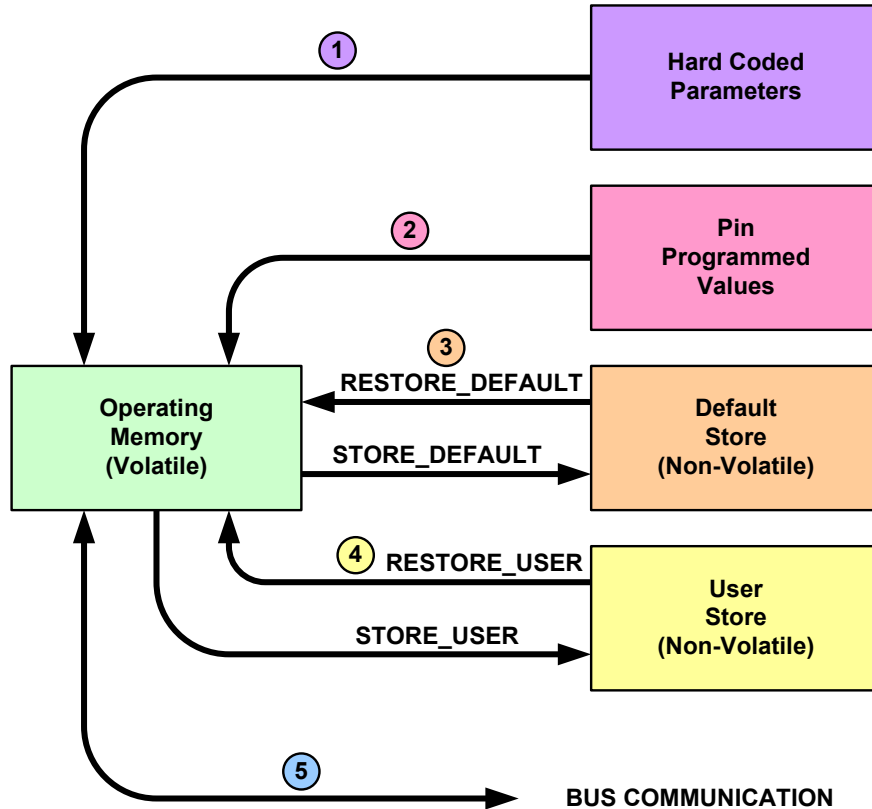 1
Hard Coded
Parameters
2
Pin
Programmed
Values
3
RESTORE_DEFAULT
STORE_DEFAULT
Operating
Memory
(Volatile)
Default
Store
(Non-Volatile)
4
RESTORE_USER
STORE_USER
User
Store
(Non-Volatile)
5
BUS COMMUNICATION